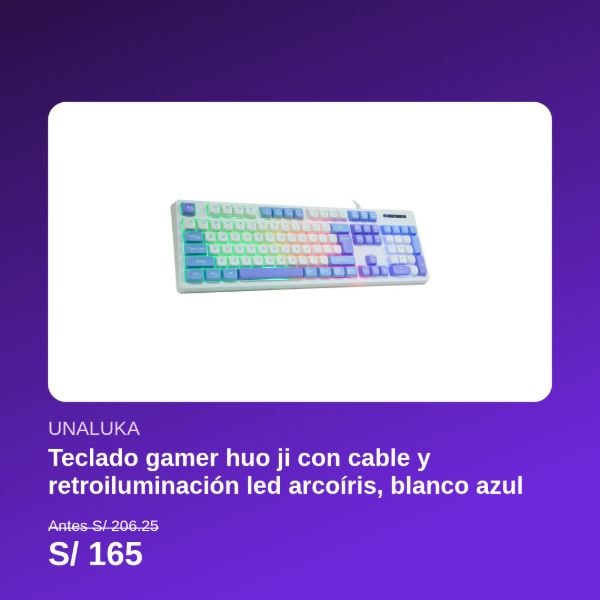 UNALUKA
Teclado gamer huo ji con cable y
retroiluminación led arcoíris, blanco azul
Antes S/ 206.25
S/ 165